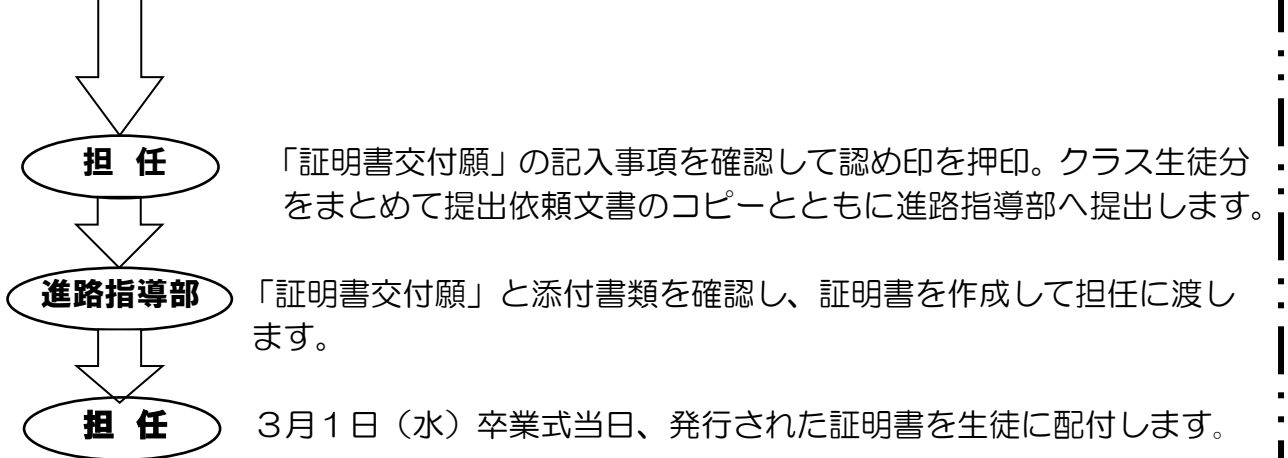 担 任
「証明書交付願」の記入事項を確認して認め印を押印。クラス生徒分
をまとめて提出依頼文書のコピーとともに進路指導部へ提出します。
進路指導部
「証明書交付願」と添付書類を確認し、証明書を作成して担任に渡し
ます。
担 任
３月１日（水）卒業式当日、発行された証明書を生徒に配付します。